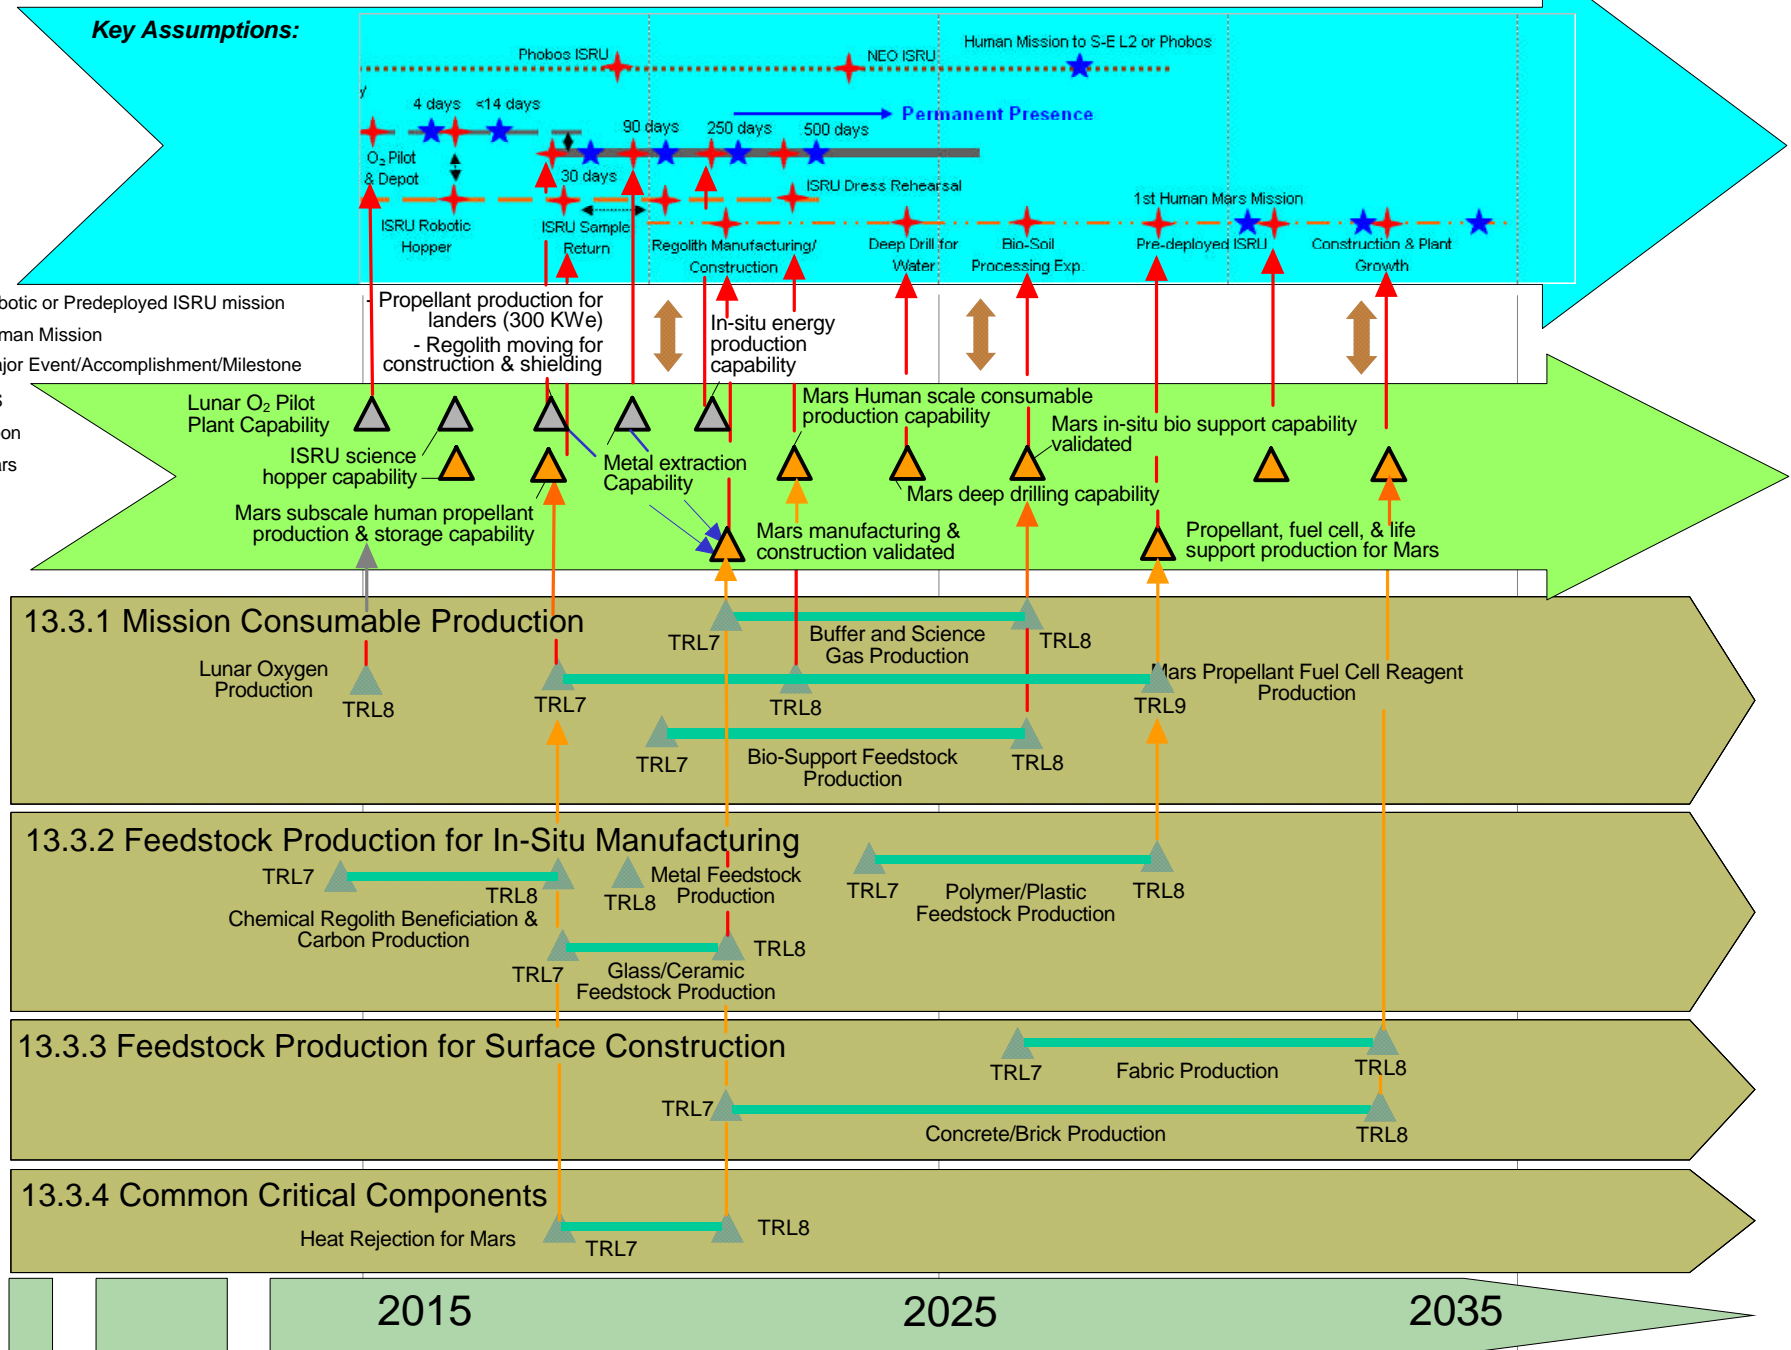 Key Assumptions:
Phobos ISRU
NEO ISRU
Human Mission to S-E L2 or Phobos
4 days
<14 days
Permanent Presence
90 days
250 days
500 days
O₂ Pilot
& Depot
30 days
ISRU Dress Rehearsal
1st Human Mars Mission
ISRU Robotic
Hopper
ISRU Sample
Return
Regolith Manufacturing/
Construction
Deep Drill for
Water
Bio-Soil
Processing Exp.
Pre-deployed ISRU
Construction & Plant
Growth
botic or Predeployed ISRU mission
man Mission
ajor Event/Accomplishment/Milestone
S
on
ars
- Propellant production for
landers (300 KWe)
- Regolith moving for
construction & shielding
In-situ energy
production
capability
Lunar O₂ Pilot
Plant Capability
ISRU science
hopper capability
Mars subscale human propellant
production & storage capability
Metal extraction
Capability
Mars Human scale consumable
production capability
Mars in-situ bio support capability
validated
Mars deep drilling capability
Mars manufacturing &
construction validated
Propellant, fuel cell, & life
support production for Mars
13.3.1 Mission Consumable Production
TRL7
Buffer and Science
Gas Production
TRL8
Lunar Oxygen
Production
TRL8
TRL7
TRL8
TRL9
Mars Propellant Fuel Cell Reagent
Production
TRL7
Bio-Support Feedstock
Production
TRL8
13.3.2 Feedstock Production for In-Situ Manufacturing
TRL7
TRL8
Chemical Regolith Beneficiation &
Carbon Production
TRL8
Metal Feedstock
Production
TRL7
Polymer/Plastic
Feedstock Production
TRL8
TRL7
Glass/Ceramic
Feedstock Production
TRL8
13.3.3 Feedstock Production for Surface Construction
TRL7
Fabric Production
TRL8
TRL7
Concrete/Brick Production
TRL8
13.3.4 Common Critical Components
Heat Rejection for Mars
TRL7
TRL8
2015
2025
2035